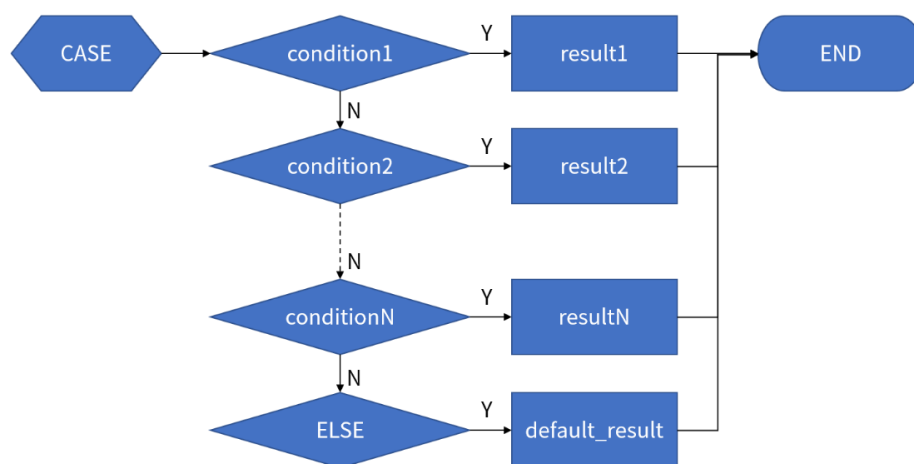 CASE
condition1
Y
result1
END
N
condition2
Y
result2
N
conditionN
Y
resultN
N
ELSE
Y
default_result